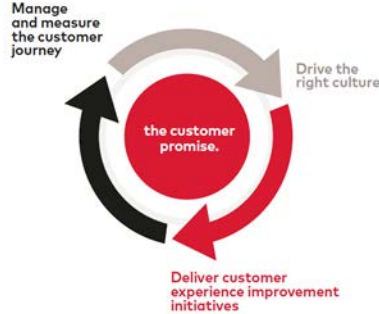 Manage
and measure
the customer
journey
Drive the
right culture
the customer
promise.
Deliver customer
experience improvement
initiatives